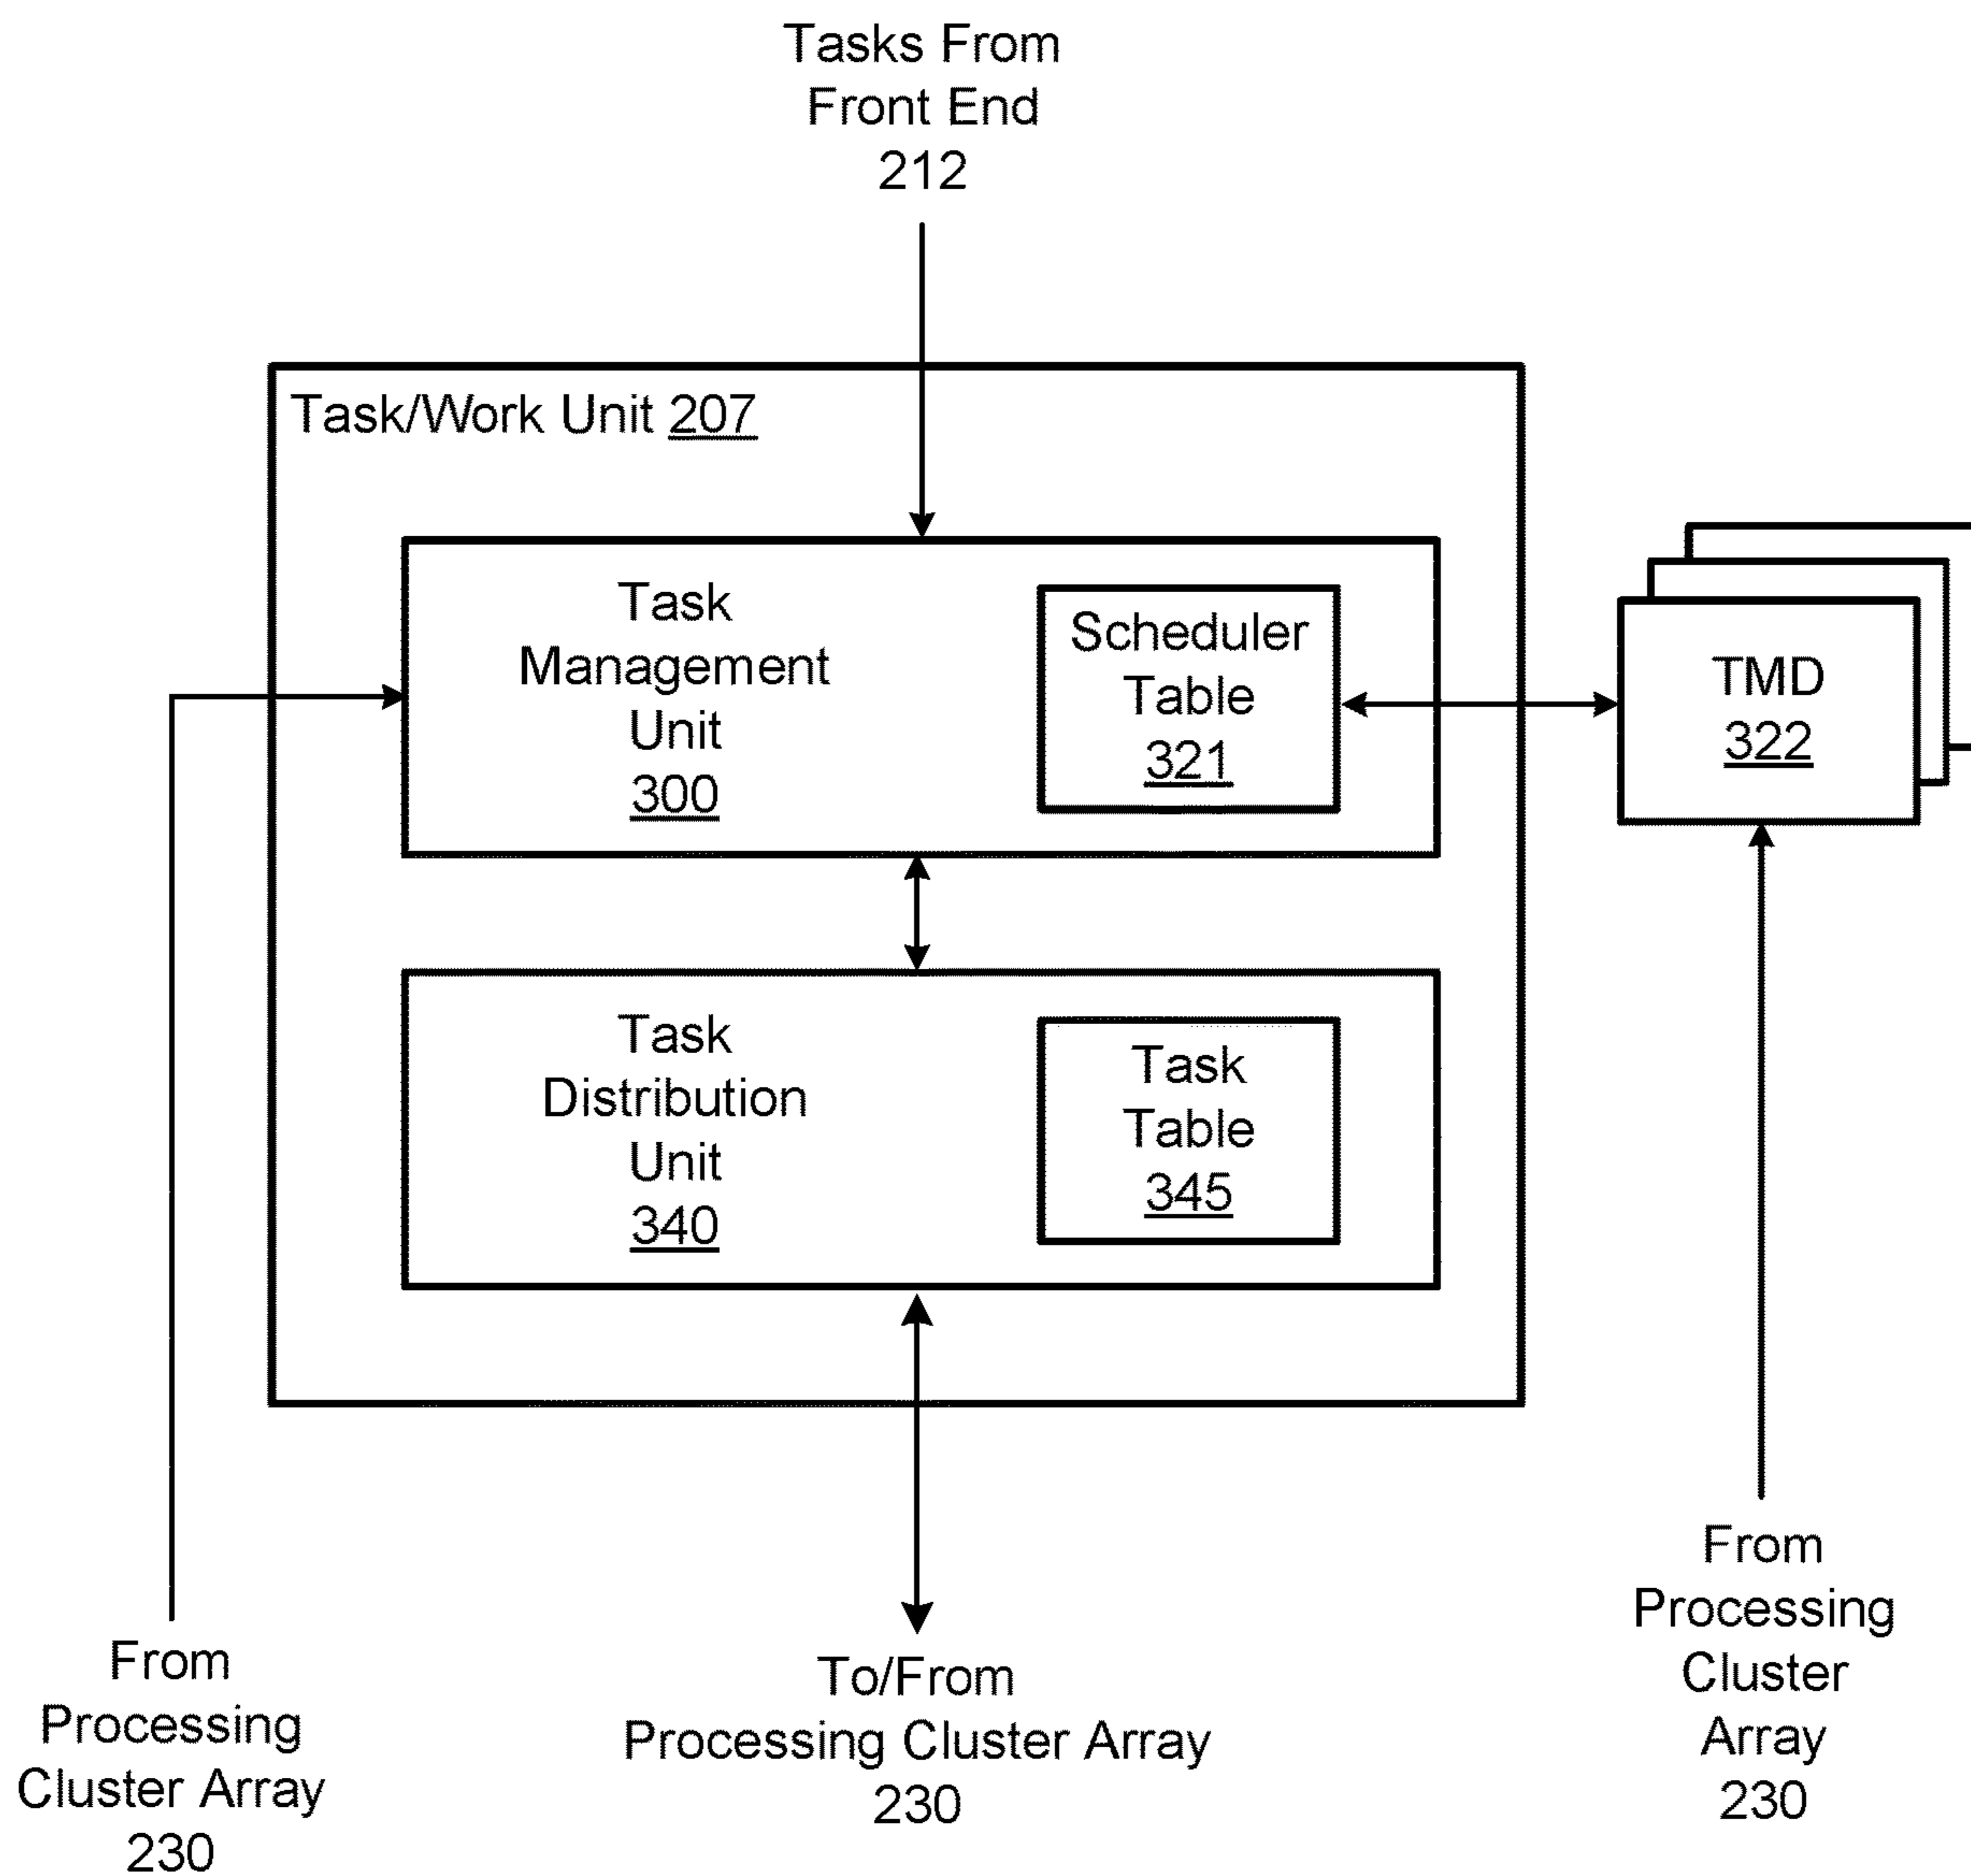 Tasks From
Front End
212
Task/Work Unit 207
Task
Management
Unit
300
Scheduler
Table
321
TMD
322
Task
Distribution
Unit
340
Task
Table
345
From
Processing
Cluster Array
230
To/From
Processing Cluster Array
230
From
Processing
Cluster
Array
230